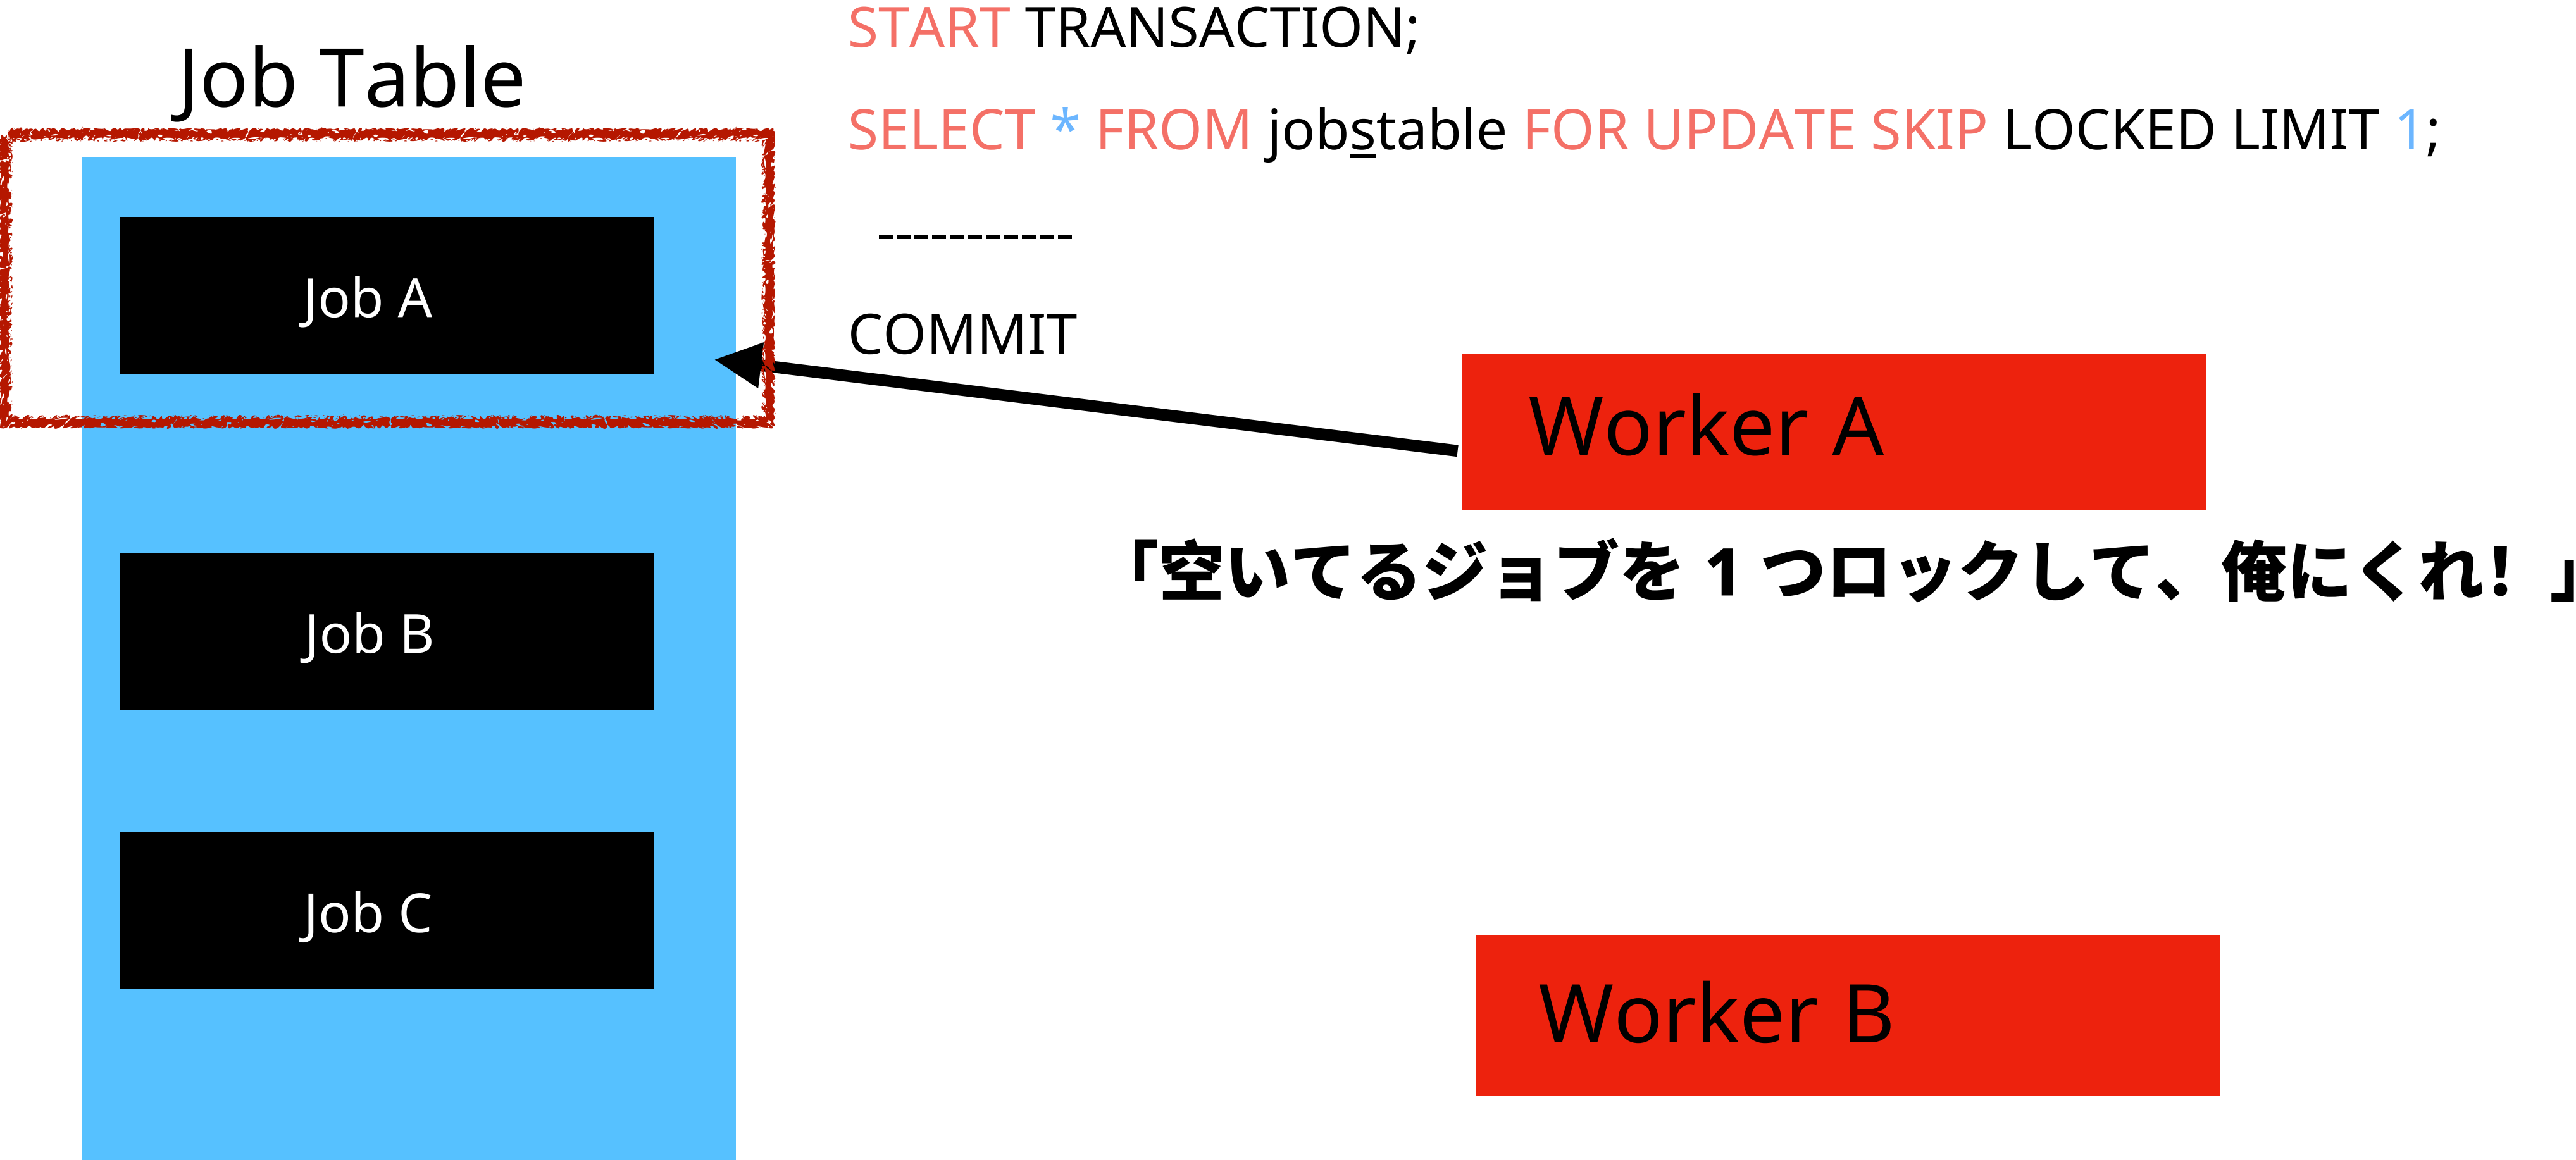 Job Table
START TRANSACTION;
SELECT * FROM jobstable FOR UPDATE SKIP LOCKED LIMIT 1;
-----------
COMMIT
Job A
Worker A
「空いてるジョブを 1 つロックして、俺にくれ！」
Job B
Job C
Worker B